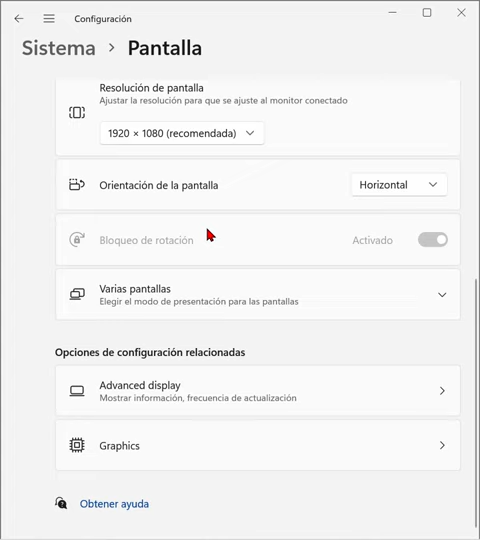 Configuración
Sistema > Pantalla
Resolución de pantalla
Ajustar la resolución para que se ajuste al monitor conectado
1920 × 1080 (recomendada)
Orientación de la pantalla
Horizontal
Bloqueo de rotación
Activado
Varias pantallas
Elegir el modo de presentación para las pantallas
Opciones de configuración relacionadas
Advanced display
Mostrar información, frecuencia de actualización
Graphics
Obtener ayuda